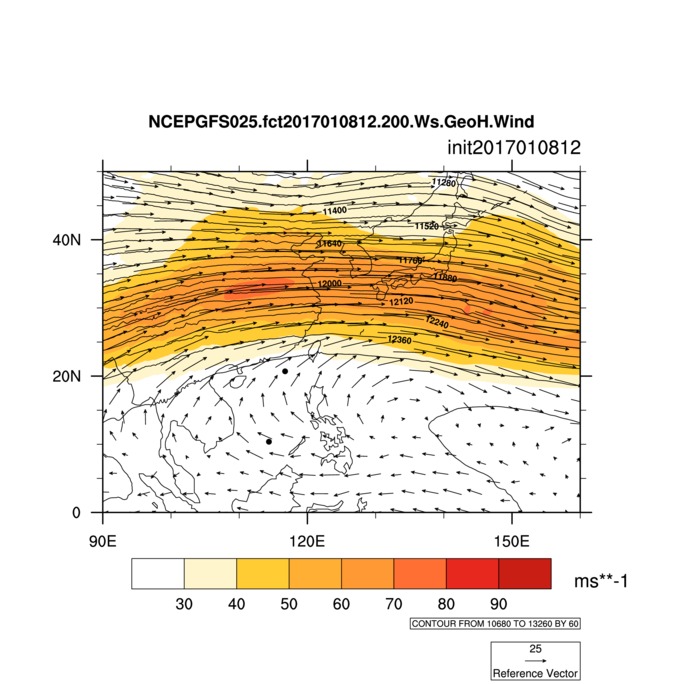 NCEPGFS025.fct2017010812.200.Ws.GeoH.Wind
init2017010812
11280
11400
11520
40N
11640
11760
11880
12000
12120
12240
12360
20N
0
90E 120E 150E
ms**-1
30 40 50 60 70 80 90
CONTOUR FROM 10680 TO 13260 BY 60
25
Reference Vector